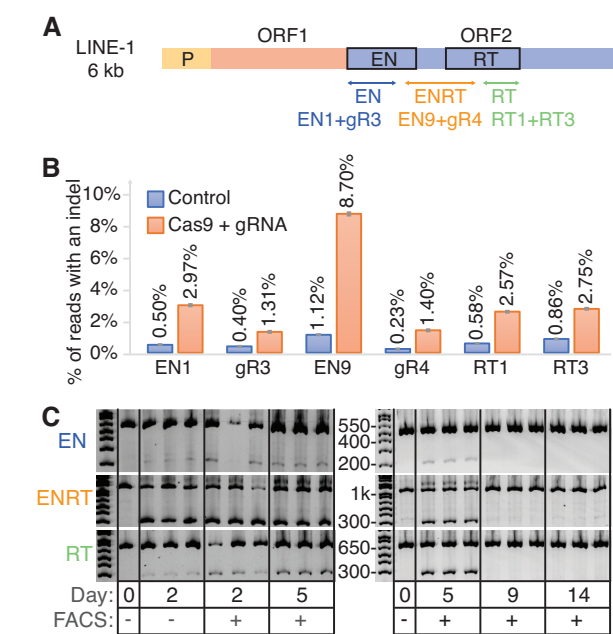 A
LINE-1
6 kb
ORF1
ORF2
P
EN
RT
EN
ENRT
RT
EN1+gR3
EN9+gR4
RT1+RT3
B
% of reads with an indel
10%
8%
6%
4%
2%
0%
Control
Cas9 + gRNA
0.50%
2.97%
0.40%
1.31%
1.12%
8.70%
0.23%
1.40%
0.58%
2.57%
0.86%
2.75%
EN1
gR3
EN9
gR4
RT1
RT3
C
EN
550-
400-
200-
ENRT
1k-
300-
RT
650-
300-
Day: 0 2 2 5 0 5 9 14
FACS: - - + + - + + +